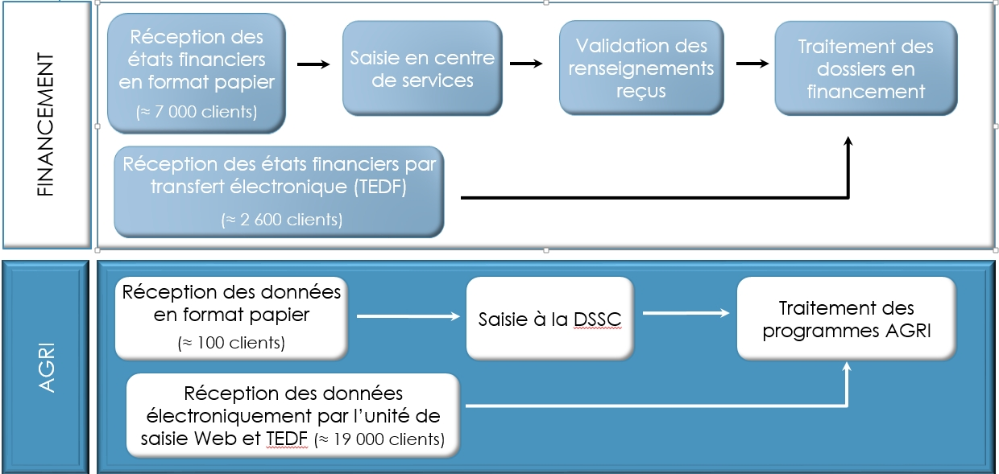 FINANCEMENT
Réception des
états financiers
en format papier
(≈ 7 000 clients)
Saisie en centre
de services
Validation des
renseignements
reçus
Traitement des
dossiers en
financement
Réception des états financiers par
transfert électronique (TEDF)
(≈ 2 600 clients)
AGRI
Réception des données
en format papier
(≈ 100 clients)
Saisie à la DSSC
Traitement des
programmes AGRI
Réception des données
électroniquement par l’unité de
saisie Web et TEDF (≈ 19 000 clients)